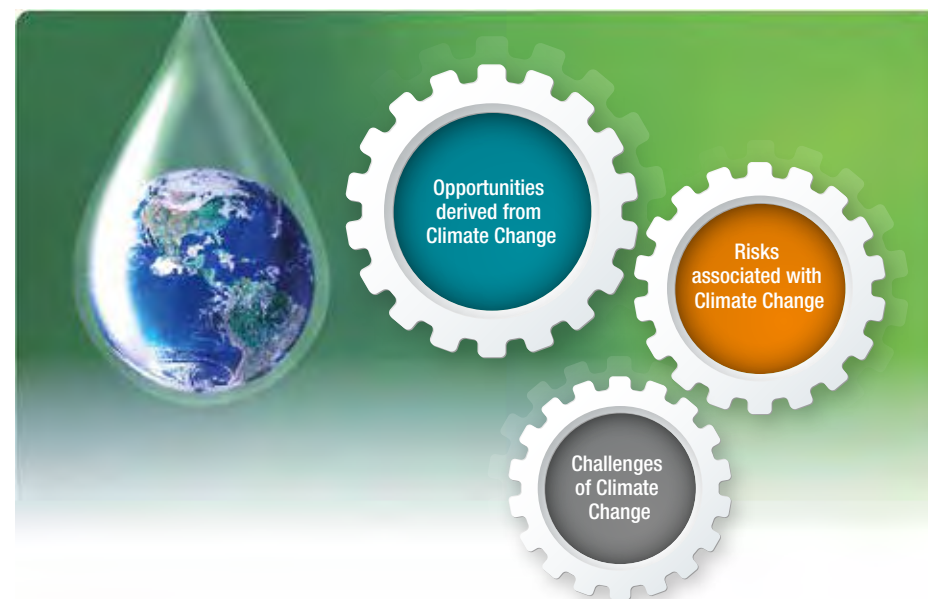 Opportunities
derived from
Climate Change
Risks
associated with
Climate Change
Challenges
of Climate
Change